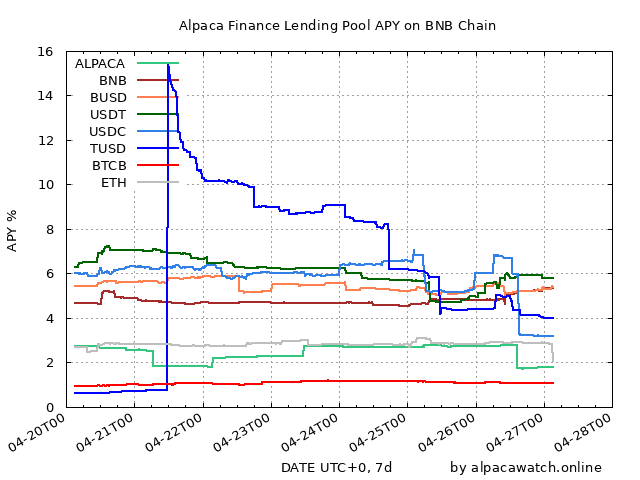 Alpaca Finance Lending Pool APY on BNB Chain
16
14
12
10
8
6
4
2
0
APY %
ALPACA
BNB
BUSD
USDT
USDC
TUSD
BTCB
ETH
04-20T00
04-21T00
04-22T00
04-23T00
04-24T00
04-25T00
04-26T00
04-27T00
04-28T00
DATE UTC+0, 7d
by alpacawatch.online